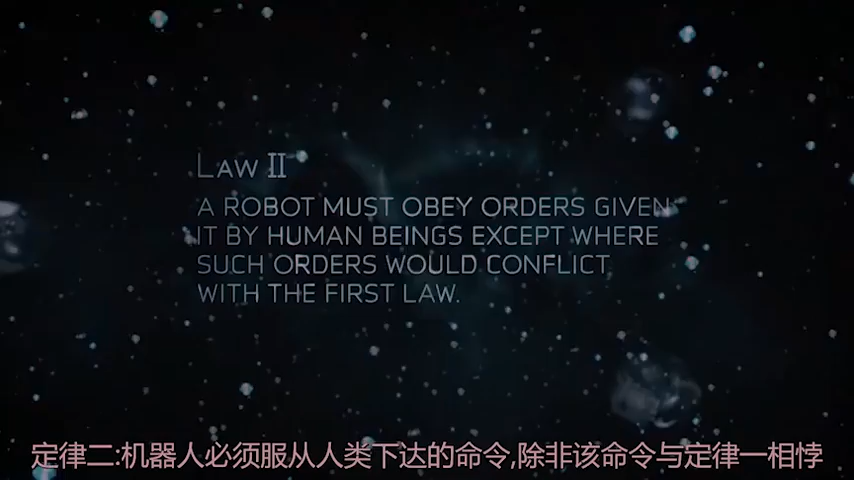 Law II
A ROBOT MUST OBEY ORDERS GIVEN
IT BY HUMAN BEINGS EXCEPT WHERE
SUCH ORDERS WOULD CONFLICT
WITH THE FIRST LAW.
定律二:机器人必须服从人类下达的命令,除非该命令与定律一相悖